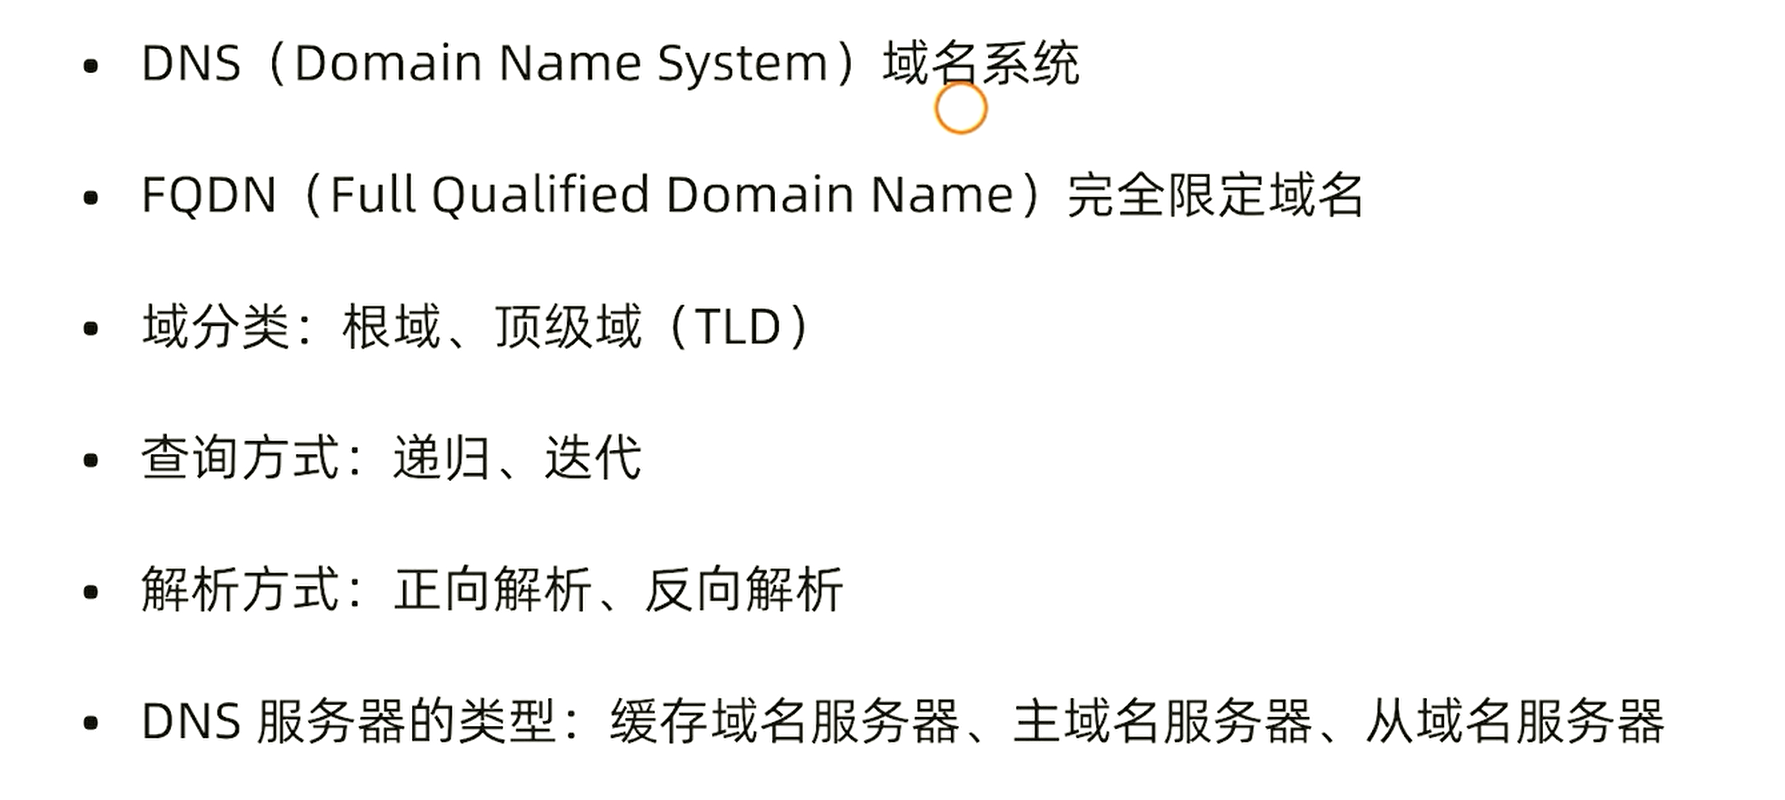 • DNS（Domain Name System）域名系统
• FQDN（Full Qualified Domain Name）完全限定域名
• 域分类：根域、顶级域（TLD）
• 查询方式：递归、迭代
• 解析方式：正向解析、反向解析
• DNS 服务器的类型：缓存域名服务器、主域名服务器、从域名服务器